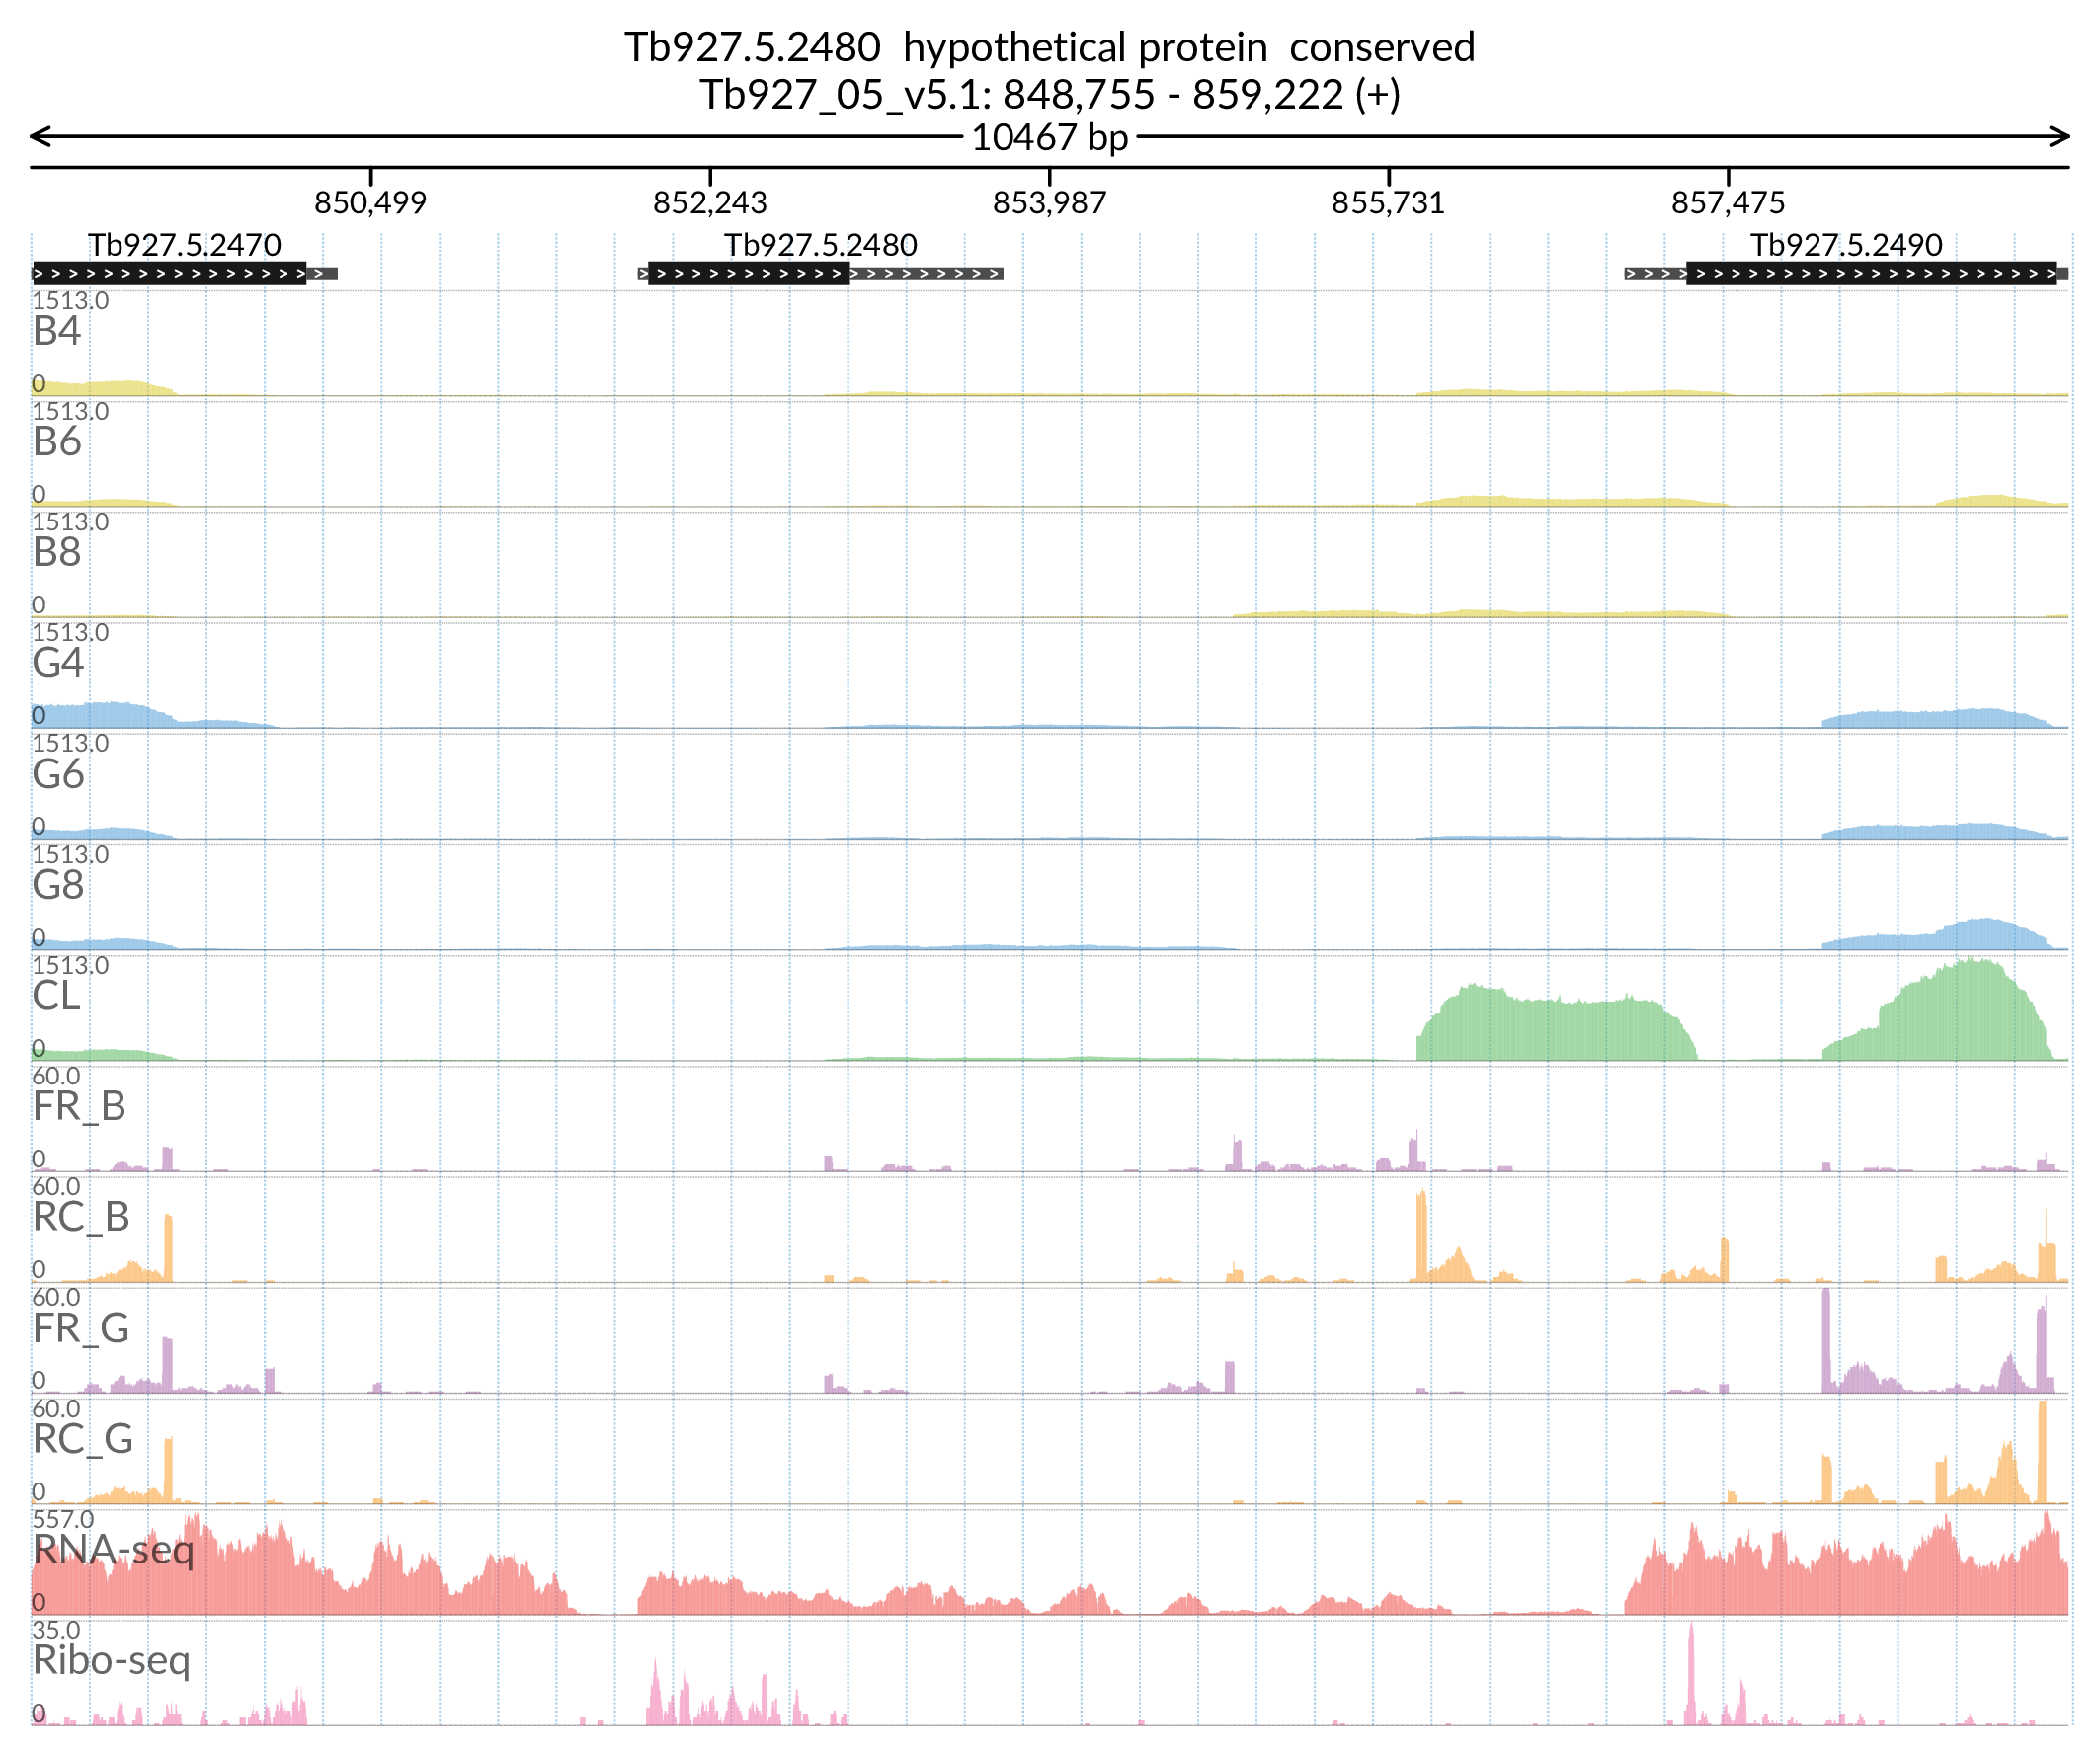 Tb927.5.2480  hypothetical protein  conserved
Tb927_05_v5.1: 848,755 - 859,222 (+)
10467 bp
850,499 852,243 853,987 855,731 857,475
Tb927.5.2470 Tb927.5.2480 Tb927.5.2490
1513.0
B4
0
1513.0
B6
0
1513.0
B8
0
1513.0
G4
0
1513.0
G6
0
1513.0
G8
0
1513.0
CL
0
60.0
FR_B
0
60.0
RC_B
0
60.0
FR_G
0
60.0
RC_G
0
557.0
RNA-seq
0
35.0
Ribo-seq
0